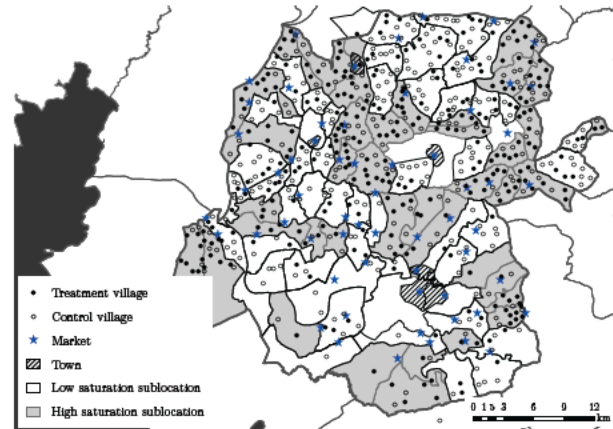 Treatment village
Control village
Market
Town
Low saturation sublocation
High saturation sublocation
0 1 2 3 6 9 12
km